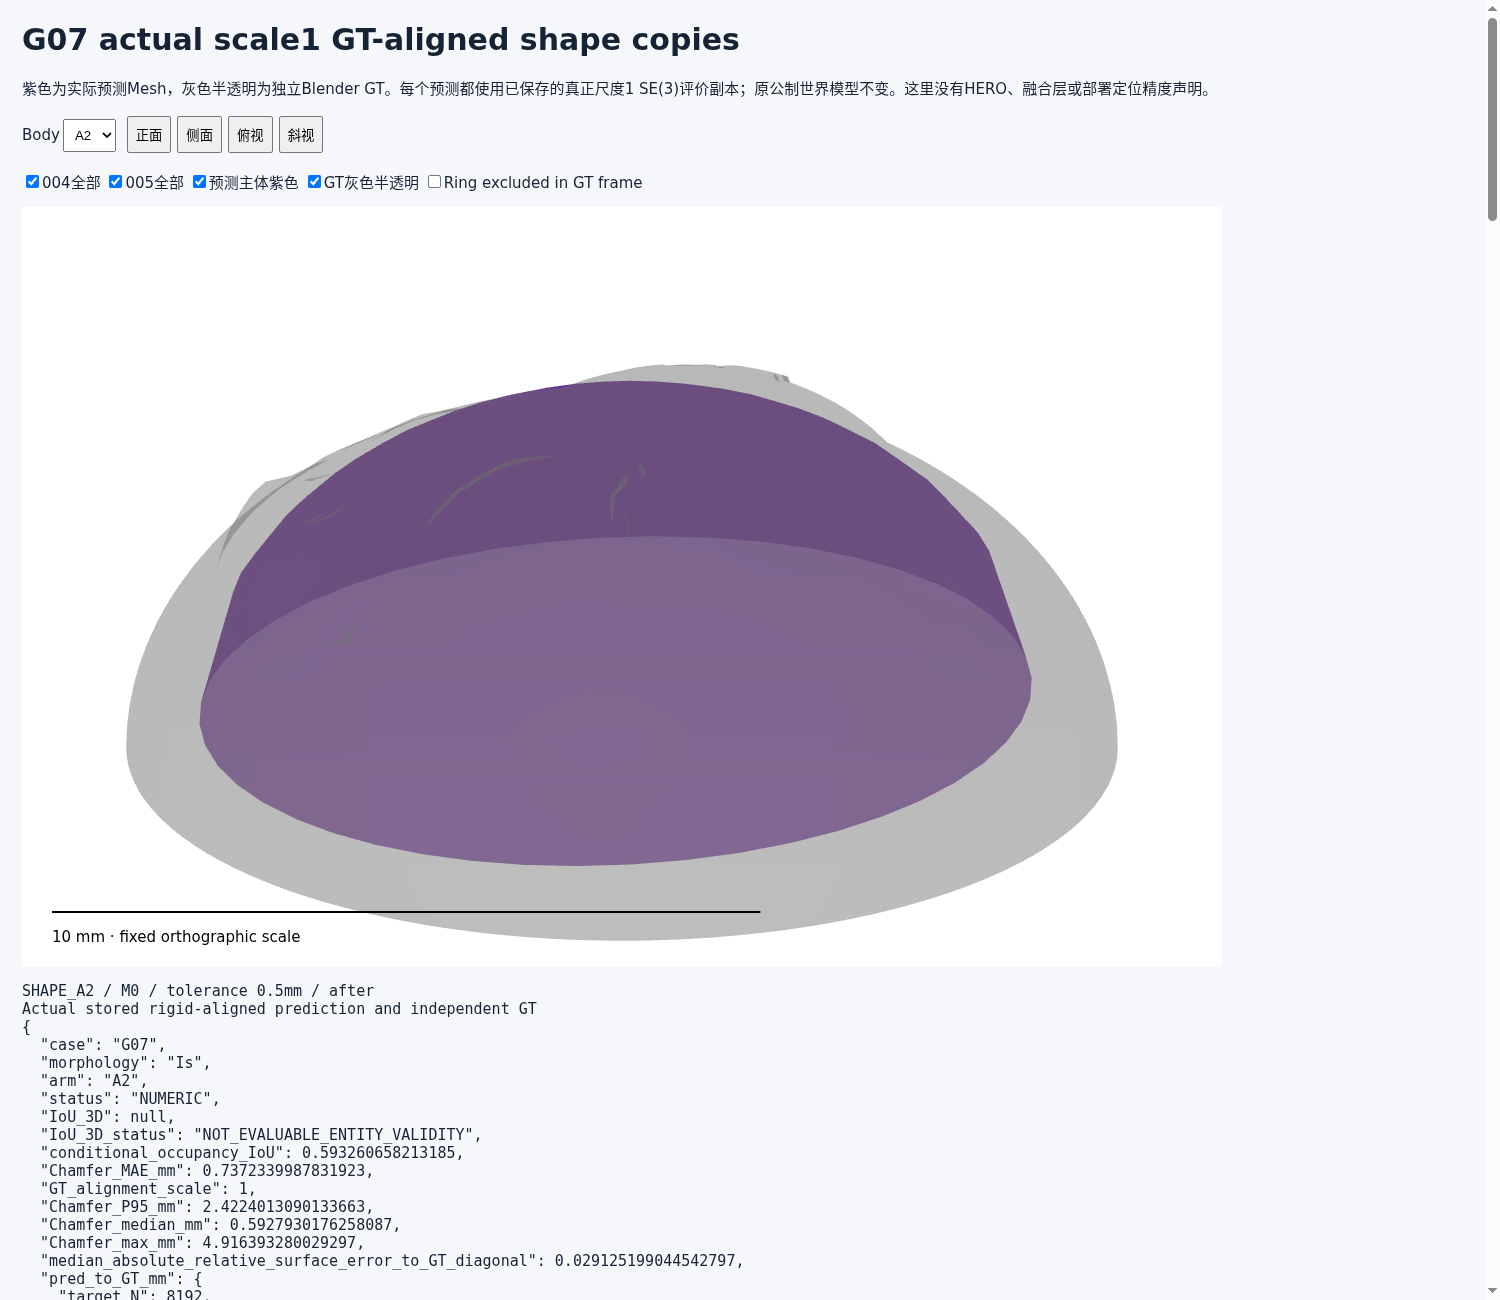 G07 actual scale1 GT-aligned shape copies
紫色为实际预测Mesh，灰色半透明为独立Blender GT。每个预测都使用已保存的真正尺度1 SE(3)评价副本；原公制世界模型不变。这里没有HERO、融合层或部署定位精度声明。
Body A2 正面 侧面 俯视 斜视
004全部 005全部 预测主体紫色 GT灰色半透明 Ring excluded in GT frame
10 mm · fixed orthographic scale
SHAPE_A2 / M0 / tolerance 0.5mm / after
Actual stored rigid-aligned prediction and independent GT
{
"case": "G07",
"morphology": "Is",
"arm": "A2",
"status": "NUMERIC",
"IoU_3D": null,
"IoU_3D_status": "NOT_EVALUABLE_ENTITY_VALIDITY",
"conditional_occupancy_IoU": 0.593260658213185,
"Chamfer_MAE_mm": 0.7372339987831923,
"GT_alignment_scale": 1,
"Chamfer_P95_mm": 2.4224013090133663,
"Chamfer_median_mm": 0.5927930176258087,
"Chamfer_max_mm": 4.916393280029297,
"median_absolute_relative_surface_error_to_GT_diagonal": 0.029125199044542797,
"pred_to_GT_mm": {
"target_N": 8192,